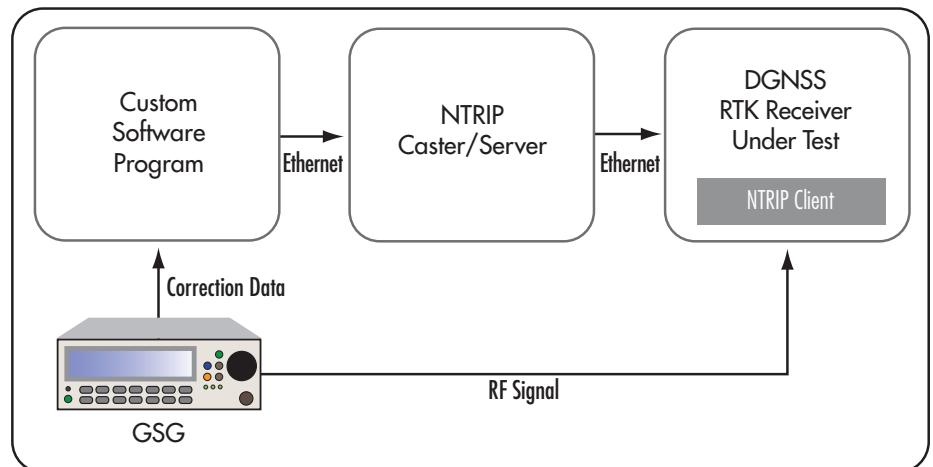 Custom
Software
Program
Ethernet
NTRIP
Caster/Server
Ethernet
DGNSS
RTK Receiver
Under Test
NTRIP Client
Correction Data
RF Signal
GSG